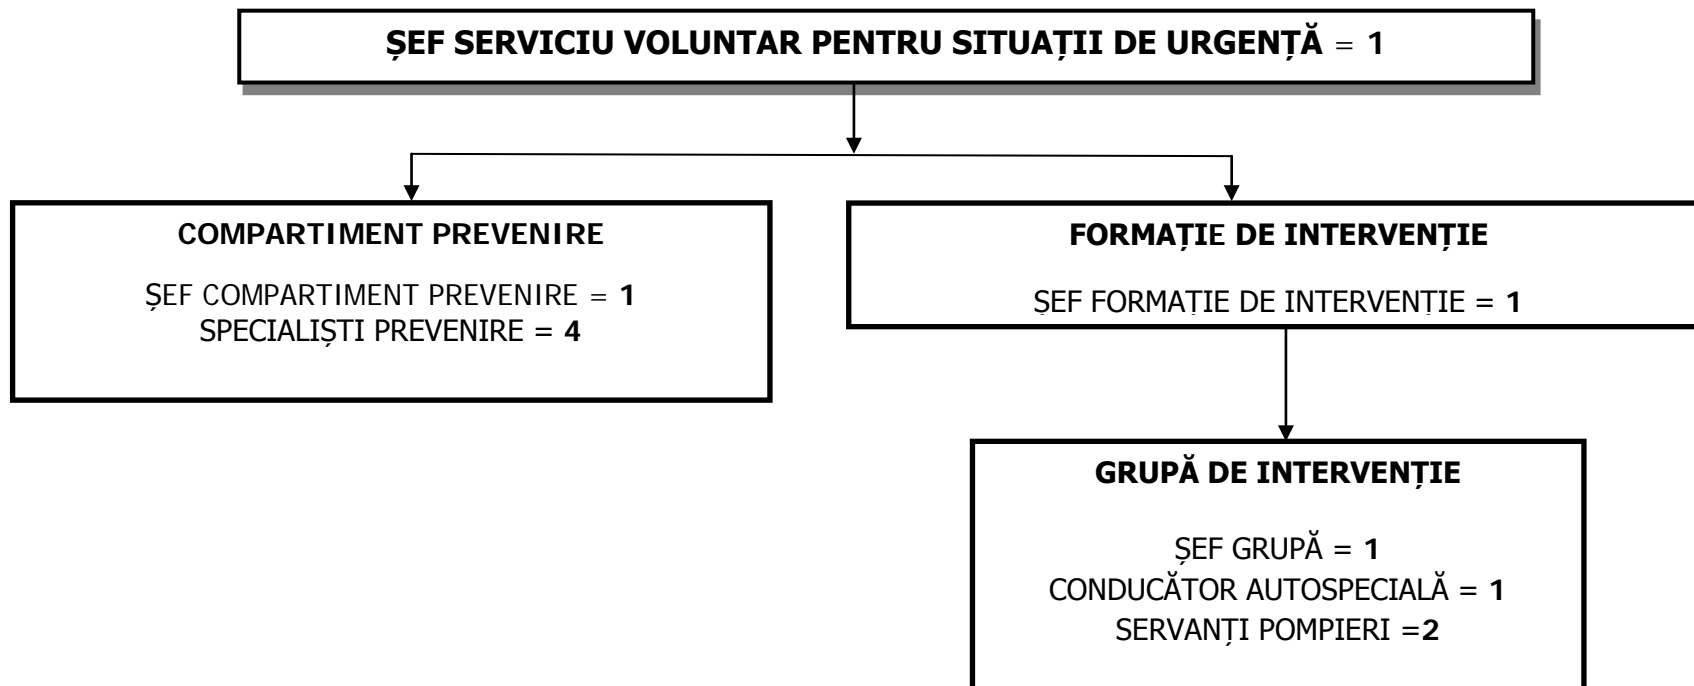 ȘEF SERVICIU VOLUNTAR PENTRU SITUAȚII DE URGENȚĂ = 1
COMPARTIMENT PREVENIRE
ȘEF COMPARTIMENT PREVENIRE = 1
SPECIALIȘTI PREVENIRE = 4
FORMAȚIE DE INTERVENȚIE
ȘEF FORMAȚIE DE INTERVENȚIE = 1
GRUPĂ DE INTERVENȚIE
ȘEF GRUPĂ = 1
CONDUCĂTOR AUTOSPECIALĂ = 1
SERVANȚI POMPIERI =2